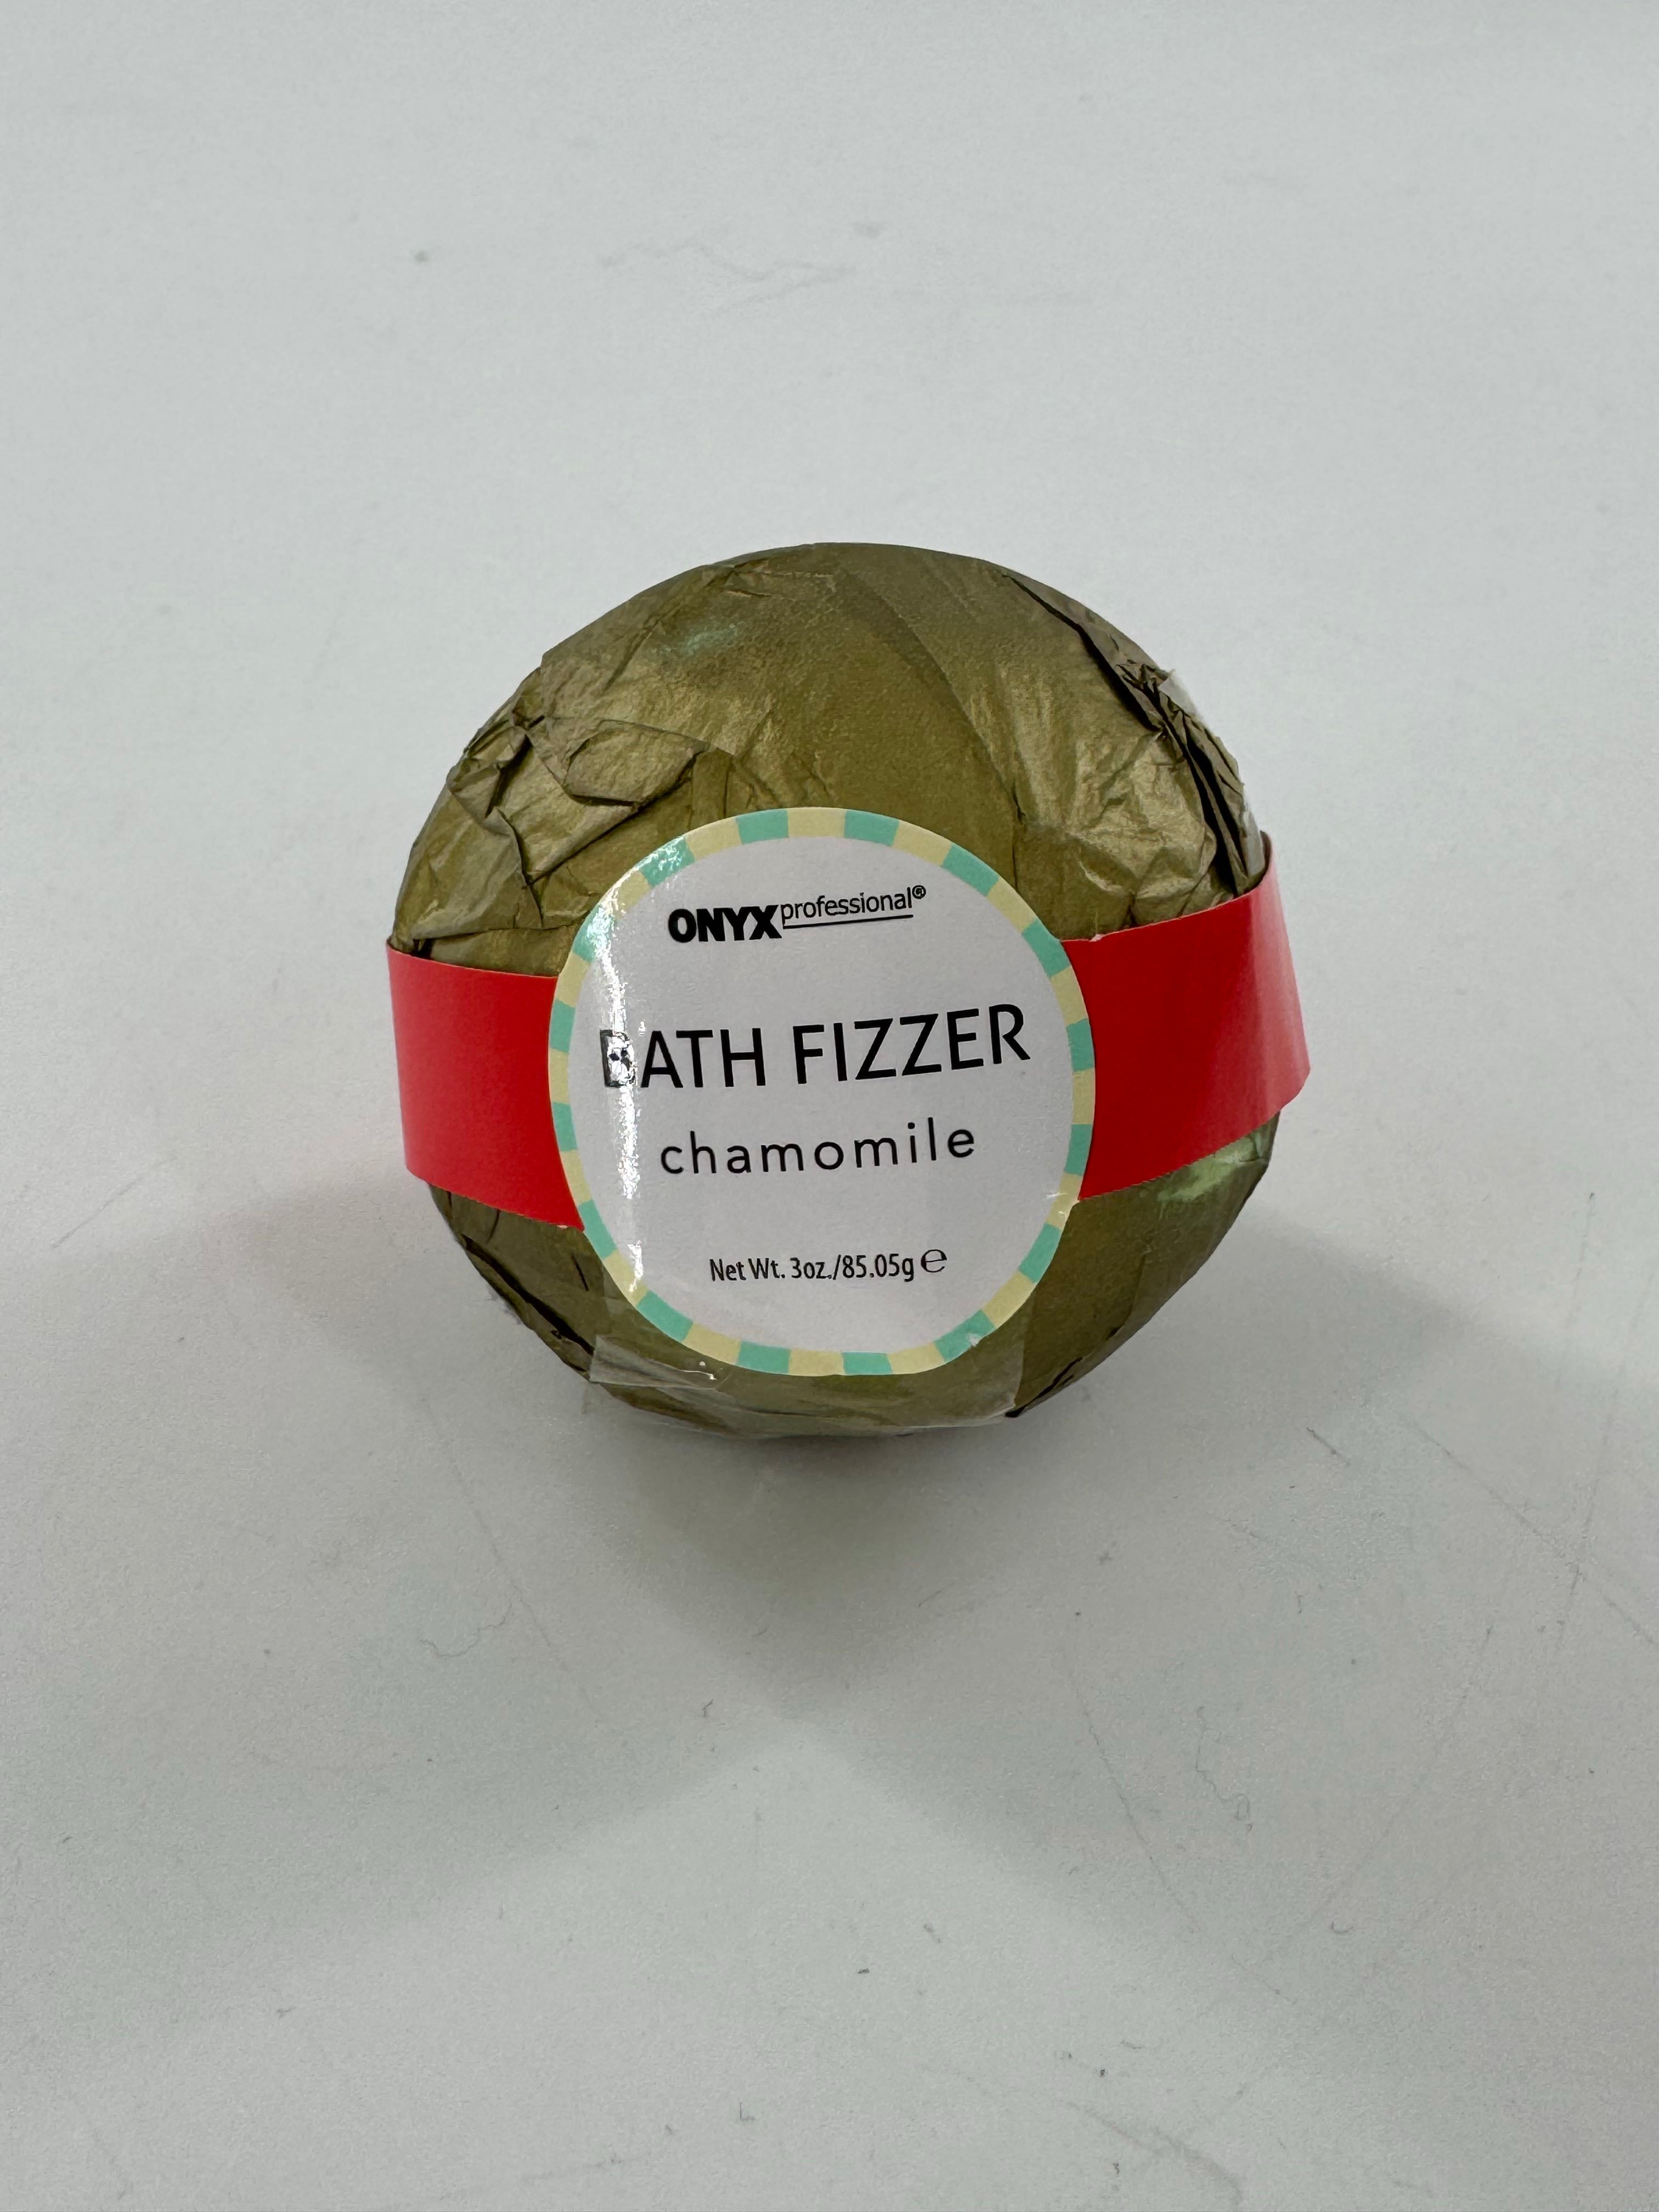 ONYXprofessional®
BATH FIZZER
chamomile
Net Wt. 3oz./85.05g ℮